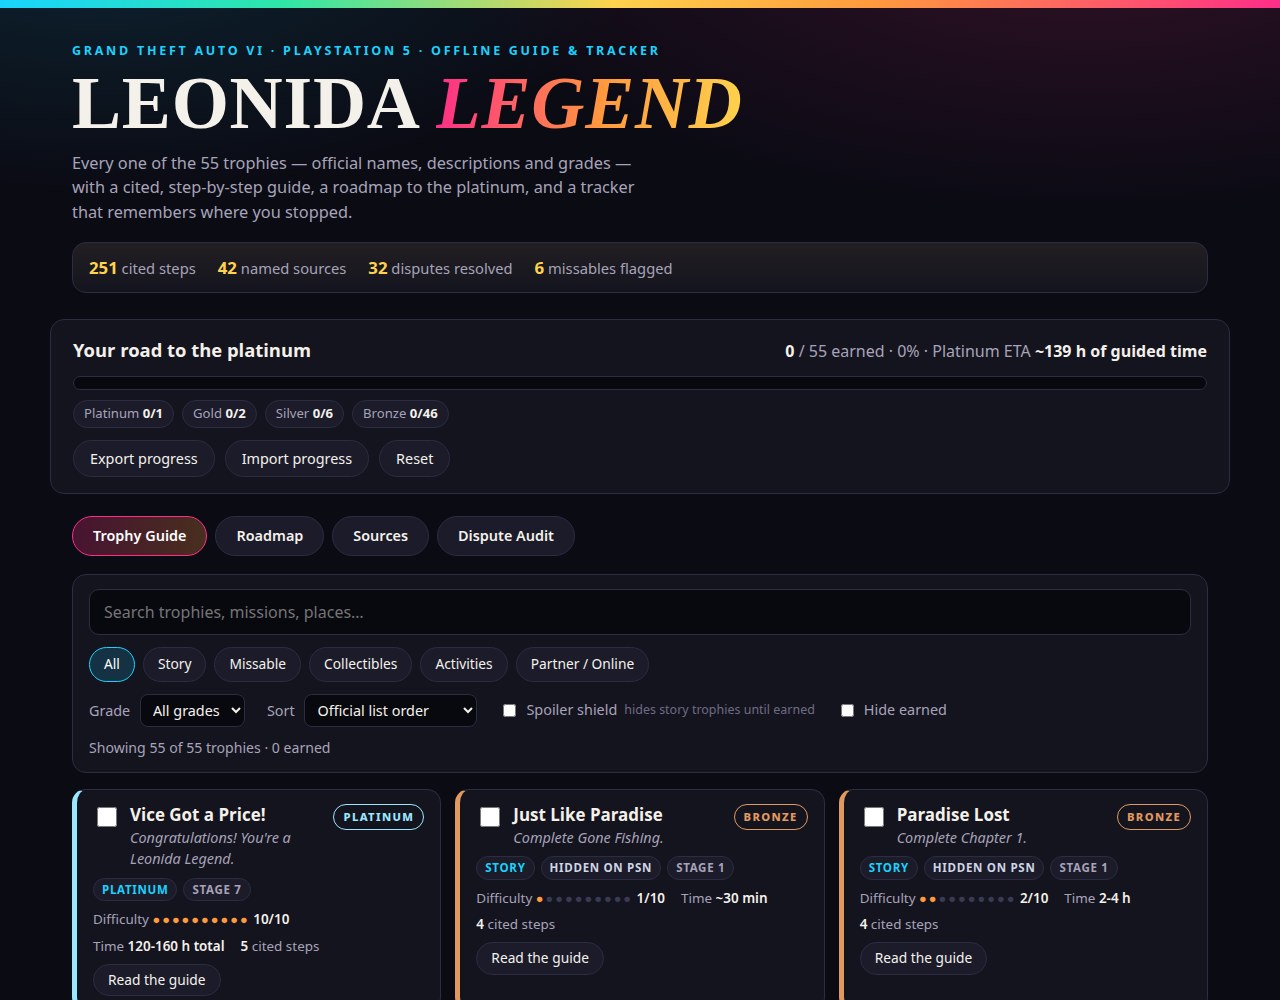 GRAND THEFT AUTO VI · PLAYSTATION 5 · OFFLINE GUIDE & TRACKER
LEONIDA LEGEND
Every one of the 55 trophies — official names, descriptions and grades —
with a cited, step-by-step guide, a roadmap to the platinum, and a tracker
that remembers where you stopped.
251 cited steps 42 named sources 32 disputes resolved 6 missables flagged
Your road to the platinum
0 / 55 earned · 0% · Platinum ETA ~139 h of guided time
Platinum 0/1 Gold 0/2 Silver 0/6 Bronze 0/46
Export progress Import progress Reset
Trophy Guide Roadmap Sources Dispute Audit
Search trophies, missions, places...
All Story Missable Collectibles Activities Partner / Online
Grade All grades Sort Official list order Spoiler shield hides story trophies until earned Hide earned
Showing 55 of 55 trophies · 0 earned
Vice Got a Price!
PLATINUM
Congratulations! You're a
Leonida Legend.
PLATINUM STAGE 7
Difficulty 10/10
Time 120-160 h total 5 cited steps
Read the guide
Just Like Paradise
BRONZE
Complete Gone Fishing.
STORY HIDDEN ON PSN STAGE 1
Difficulty 1/10 Time ~30 min
4 cited steps
Read the guide
Paradise Lost
BRONZE
Complete Chapter 1.
STORY HIDDEN ON PSN STAGE 1
Difficulty 2/10 Time 2-4 h
4 cited steps
Read the guide